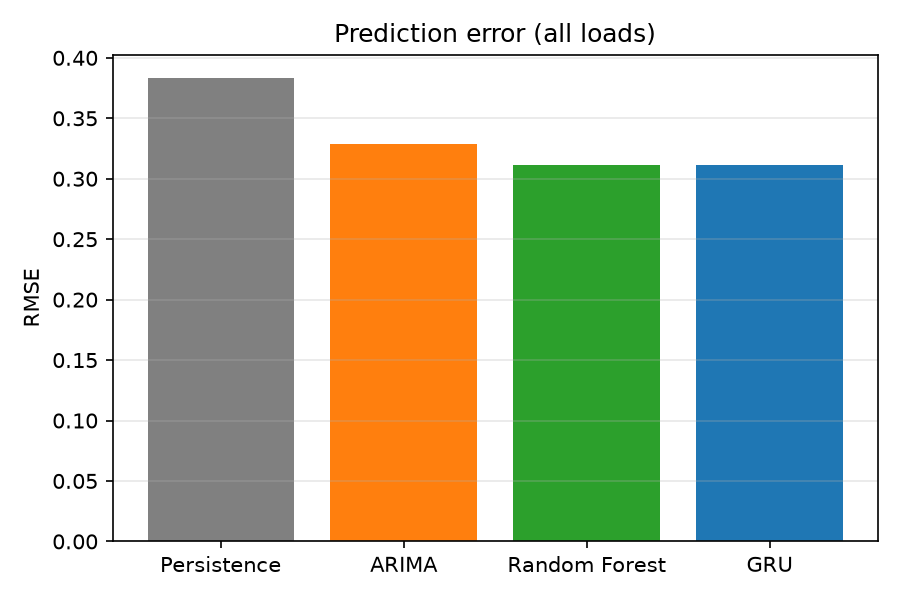 Prediction error (all loads)
RMSE
0.40
0.35
0.30
0.25
0.20
0.15
0.10
0.05
0.00
Persistence
ARIMA
Random Forest
GRU